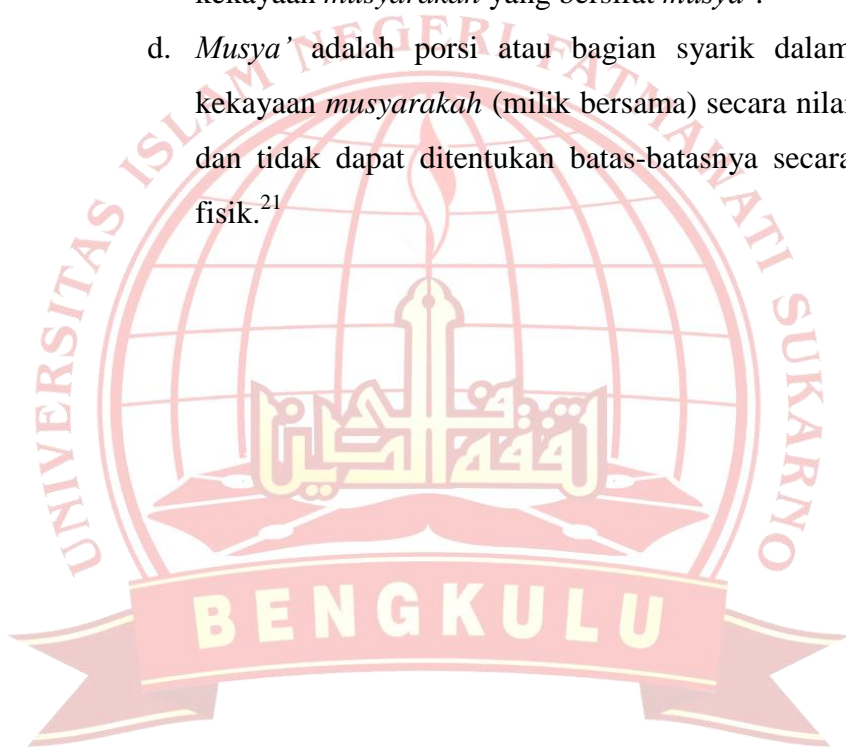 kekayaan musyarakah yang bersifat musya’.
d. Musya’ adalah porsi atau bagian syarik dalam
kekayaan musyarakah (milik bersama) secara nilai
dan tidak dapat ditentukan batas-batasnya secara
fisik.21
UNIVERSITAS ISLAM NEGERI FATMAWATI SUKARNO
BENGKULU